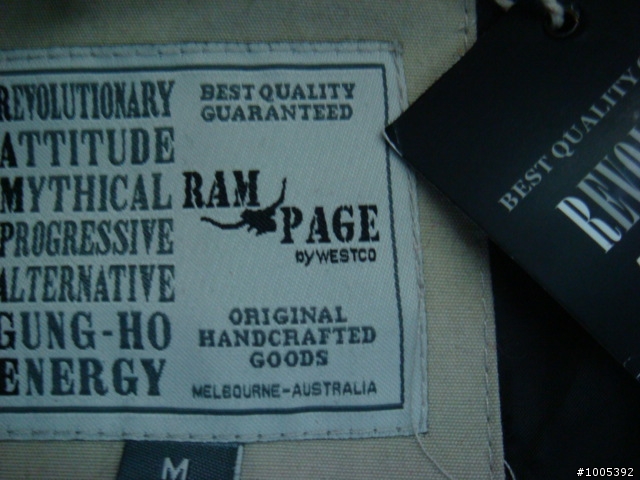 REVOLUTIONARY
ATTITUDE
MYTHICAL
PROGRESSIVE
ALTERNATIVE
GUNG-HO
ENERGY
BEST QUALITY
GUARANTEED
RAM
PAGE
by WESTCO
ORIGINAL
HANDCRAFTED
GOODS
MELBOURNE-AUSTRALIA
M
BEST QUALITY
#1005392